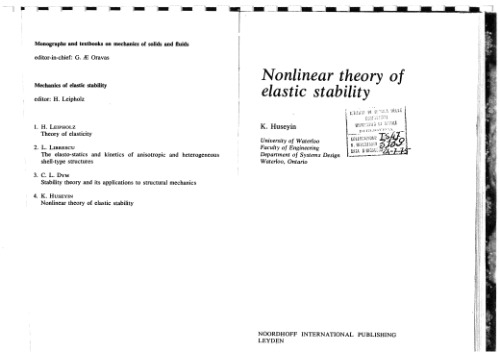 Monographs and textbooks on mechanics of solids and fluids
editor-in-chief: G. Æ Oravas
Mechanics of elastic stability
editor: H. Leipholz
1. H. LEIPHOLZ
Theory of elasticity
2. L. LIBRESCU
The elasto-statics and kinetics of anisotropic and heterogeneous
shell-type structures
3. C. L. DYM
Stability theory and its applications to structural mechanics
4. K. HUSEYIN
Nonlinear theory of elastic stability
Nonlinear theory of
elastic stability
K. Huseyin
University of Waterloo
Faculty of Engineering
Department of Systems Design
Waterloo, Ontario
NOORDHOFF INTERNATIONAL PUBLISHING
LEYDEN